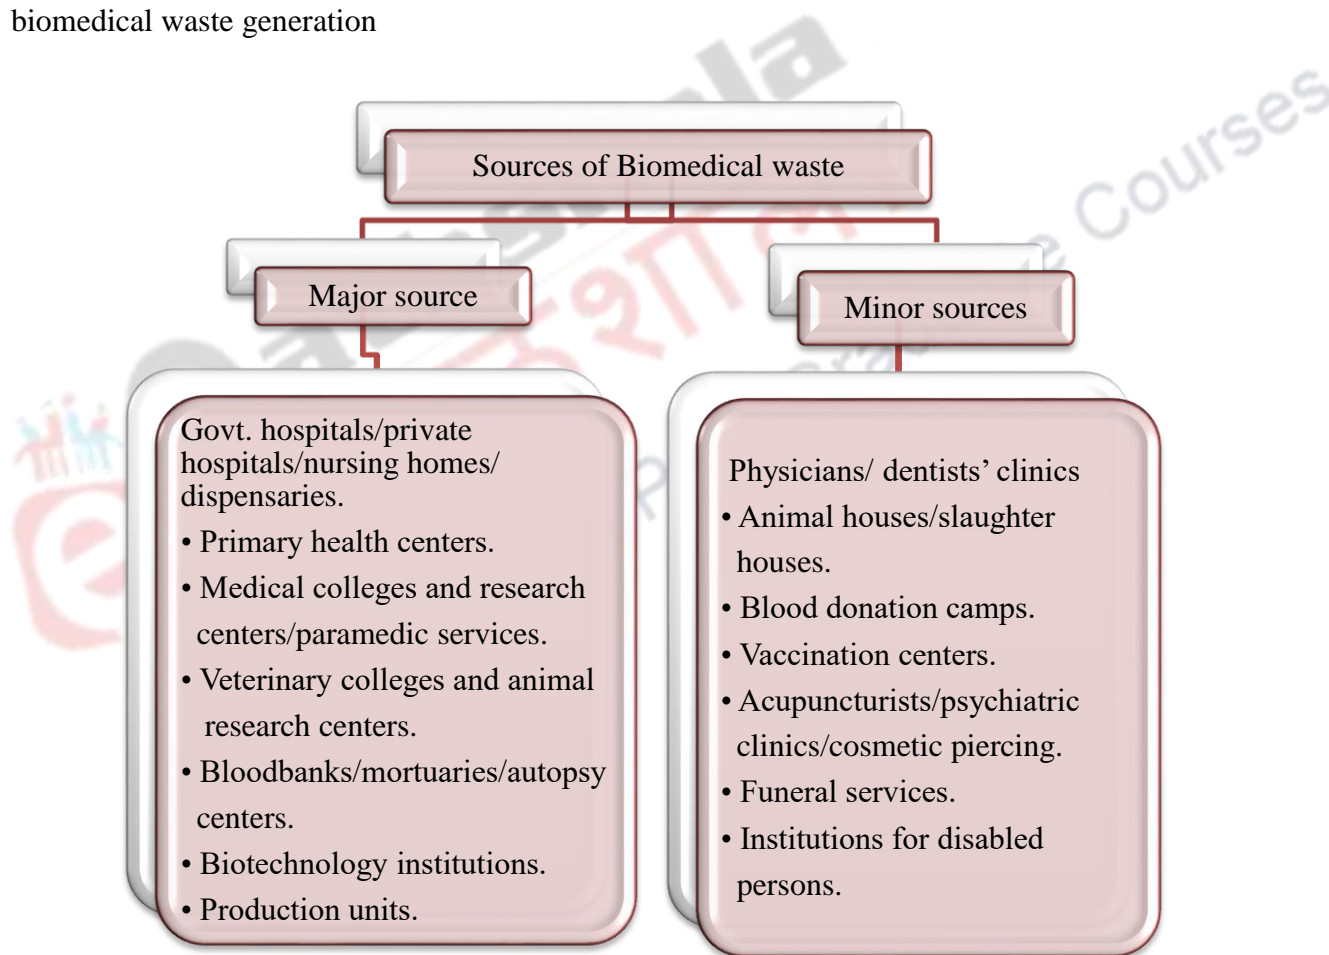 biomedical waste generation
Sources of Biomedical waste
Major source
Minor sources
Govt. hospitals/private
hospitals/nursing homes/
dispensaries.
• Primary health centers.
• Medical colleges and research
centers/paramedic services.
• Veterinary colleges and animal
research centers.
• Bloodbanks/mortuaries/autopsy
centers.
• Biotechnology institutions.
• Production units.
Physicians/ dentists’ clinics
• Animal houses/slaughter
houses.
• Blood donation camps.
• Vaccination centers.
• Acupuncturists/psychiatric
clinics/cosmetic piercing.
• Funeral services.
• Institutions for disabled
persons.
Courses